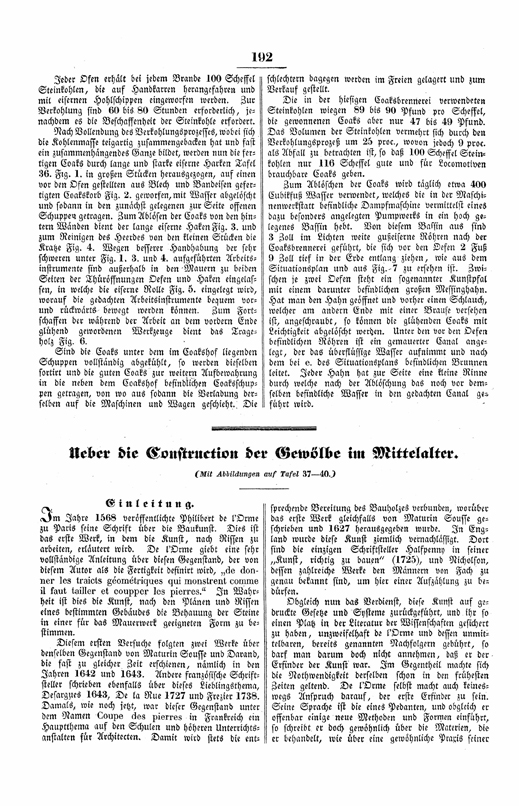 192
Jeder Ofen erhält bei jedem Brande 100 Scheffel
Steinkohlen, die auf Handkarren herangefahren und
mit eisernen Hohlschippen eingeworfen werden. Zur
Verkohlung sind 60 bis 80 Stunden erforderlich, je-
nachdem es die Beschaffenheit der Steinkohle erfordert.
Nach Vollendung des Verkohlungsprozesses, wobei sich
die Kohlenmasse teigartig zusammengebacken hat und fast
ein zusammenhängendes Ganze bildet, werden nun die fer-
tigen Coaks durch lange und starke eiserne Harken Tafel
36. Fig. 1. in großen Stücken herausgezogen, auf einen
vor den Ofen gestellten aus Blech und Bandeisen gefer-
tigten Coakskorb Fig. 2. geworfen, mit Wasser abgelöscht
und sodann in den zunächst gelegenen zur Seite offenen
Schuppen getragen. Zum Ablösen der Coaks von den hin-
tern Wänden dient der lange eiserne Haken Fig. 3. und
zum Reinigen des Heerdes von den kleinen Stücken die
Kratze Fig. 4. Wegen besserer Handhabung der sehr
schweren unter Fig. 1. 3. und 4. aufgeführten Arbeits-
instrumente sind außerhalb in den Mauern zu beiden
Seiten der Thüröffnungen Oesen und Haken eingelas-
sen, in welche die eiserne Rolle Fig. 5. eingelegt wird,
worauf die gedachten Arbeitsinstrumente bequem vor-
und rückwärts bewegt werden können. Zum Fort-
schaffen der während der Arbeit an dem vordern Ende
glühend gewordenen Werkzeuge dient das Trage-
holz Fig. 6.
Sind die Coaks unter dem im Coakshof liegenden
Schuppen vollständig abgekühlt, so werden dieselben
sortirt und die guten Coaks zur weitern Aufbewahrung
in die neben dem Coakshof befindlichen Coaksschup-
pen getragen, von wo aus sodann die Verladung der-
selben auf die Maschinen und Wagen geschieht. Die
schlechtern dagegen werden im Freien gelagert und zum
Verkauf gestellt.
Die in der hiesigen Coaksbrennerei verwendeten
Steinkohlen wiegen 89 bis 90 Pfund pro Scheffel,
die gewonnenen Coaks aber nur 47 bis 49 Pfund.
Das Volumen der Steinkohlen vermehrt sich durch den
Verkohlungsprozeß um 25 proc., wovon jedoch 9 proc.
als Abfall zu betrachten ist, so daß 100 Scheffel Stein-
kohlen nur 116 Scheffel gute und für Locomotiven
brauchbare Coaks geben.
Zum Ablöschen der Coaks wird täglich etwa 400
Cubikfuß Wasser verwendet, welches die in der Maschi-
nenwerkstatt befindliche Dampfmaschine vermittelst eines
dazu besonders angelegten Pumpwerks in ein hoch ge-
legenes Bassin hebt. Von diesem Bassin aus sind
3 Zoll im Lichten weite gußeiserne Röhren nach der
Coaksbrennerei geführt, die sich vor den Oefen 2 Fuß
9 Zoll tief in der Erde entlang ziehen, wie aus dem
Situationsplan und aus Fig. 7 zu ersehen ist. Zwi-
schen je zwei Oefen steht ein sogenannter Kunstpfal
mit einem darunter befindlichen großen Messinghahn.
Hat man den Hahn geöffnet und vorher einen Schlauch,
welcher am andern Ende mit einer Brause versehen
ist, angeschraubt, so können die glühenden Coaks mit
Leichtigkeit abgelöscht werden. Unter den vor den Oefen
befindlichen Röhren ist ein gemauerter Canal ange-
legt, der das überflüssige Wasser aufnimmt und nach
dem bei e. des Situationsplans befindlichen Brunnen
leitet. Jeder Hahn hat zur Seite eine kleine Rinne
durch welche nach der Ablöschung das noch vor dem-
selben befindliche Wasser in den gedachten Canal ge-
führt wird.
Ueber die Construction der Gewölbe im Mittelalter.
(Mit Abbildungen auf Tafel 37—40.)
Einleitung.
Im Jahre 1568 veröffentlichte Philibert de l'Orme
zu Paris seine Schrift über die Baukunst. Dies ist
das erste Werk, in dem die Kunst, nach Rissen zu
arbeiten, erläutert wird. De l'Orme giebt eine sehr
vollständige Anleitung über diesen Gegenstand, der von
diesem Autor als die Fertigkeit definirt wird, „de don-
ner les traicts géométriques qui monstrent comme
il faut tailler et coupper les pierres.“ In Wahr-
heit ist dies die Kunst, nach den Plänen und Rissen
eines bestimmten Gebäudes die Behauung der Steine
in einer für das Mauerwerk geeigneten Form zu be-
stimmen.
Diesem ersten Versuche folgten zwei Werke über
denselben Gegenstand von Maturin Sousse und Durand,
die fast zu gleicher Zeit erschienen, nämlich in den
Jahren 1642 und 1643. Andere französische Schrift-
steller schrieben ebenfalls über dieses Lieblingsthema,
Desargues 1643, De la Rue 1727 und Frezier 1738.
Damals, wie noch jetzt, war dieser Gegenstand unter
dem Namen Coupe des pierres in Frankreich ein
Hauptthema auf den Schulen und höheren Unterrichts-
anstalten für Architecten. Damit wird stets die ent-
sprechende Bereitung des Bauholzes verbunden, worüber
das erste Werk gleichfalls von Maturin Sousse ge-
schrieben und 1627 herausgegeben wurde. In Eng-
land wurde diese Kunst ziemlich vernachlässigt. Dort
sind die einzigen Schriftsteller Halfpenny in seiner
„Kunst, richtig zu bauen“ (1725), und Nicholson,
dessen zahlreiche Werke den Männern von Fach zu
genau bekannt sind, um hier einer Aufzählung zu be-
dürfen.
Obgleich nun das Verdienst, diese Kunst auf ge-
druckte Gesetze und Systeme zurückgeführt, und ihr so
einen Platz in der Literatur der Wissenschaften gesichert
zu haben, unzweifelhaft de l'Orme und dessen unmit-
telbaren, bereits genannten Nachfolgern gebührt, so
darf man darum doch nicht annehmen, daß er der
Erfinder der Kunst war. Im Gegentheil machte sich
die Nothwendigkeit derselben schon in den frühesten
Zeiten geltend. De l'Orme selbst macht auch keines-
wegs Anspruch darauf, der erste Erfinder zu sein.
Seine Sprache ist die eines Pedanten, und obgleich er
offenbar einige neue Methoden und Formen einführt,
so schreibt er doch gewöhnlich über die Materien, die
er behandelt, wie über eine gewöhnliche Praxis seiner